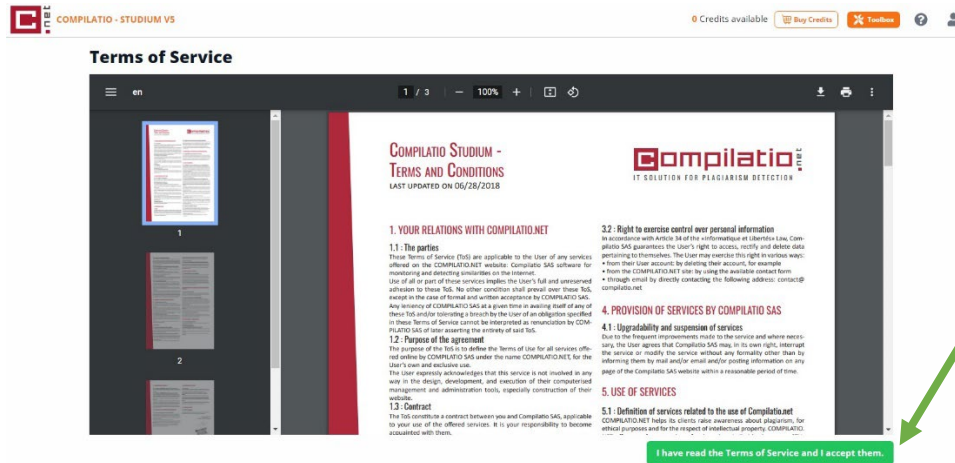 .net
COMPILATIO - STUDIUM V5
0 Credits available
Buy Credits
Toolbox
?
Terms of Service
en
1 / 3
100%
1
2
COMPILATIO STUDIUM -
TERMS AND CONDITIONS
LAST UPDATED ON 06/28/2018
Compilatio.net
IT SOLUTION FOR PLAGIARISM DETECTION
1. YOUR RELATIONS WITH COMPILATIO.NET
1.1 : The parties
These Terms of Service (ToS) are applicable to the User of any services
offered on the COMPILATIO.NET website: Compilatio SAS software for
monitoring and detecting similarities on the Internet.
Use of all or part of these services implies the User's full and unreserved
adhesion to these ToS. No other condition shall prevail over these ToS,
except in the case of formal and written acceptance by COMPILATIO SAS.
Any leniency of COMPILATIO SAS at a given time in availing itself of any of
these ToS and/or tolerating a breach by the User of an obligation specified
in these Terms of Service cannot be interpreted as renunciation by COM-
PILATIO SAS of later asserting the entirety of said ToS.
1.2 : Purpose of the agreement
The purpose of the ToS is to define the Terms of Use for all services offe-
red online by COMPILATIO SAS under the name COMPILATIO.NET, for the
User's own and exclusive use.
The User expressly acknowledges that this service is not involved in any
way in the design, development, and execution of their computerised
management and administration tools, especially construction of their
website.
1.3 : Contract
The ToS constitute a contract between you and Compilatio SAS, applicable
to your use of the offered services. It is your responsibility to become
acquainted with them.
3.2 : Right to exercise control over personal information
In accordance with Article 34 of the «Informatique et Libertés» Law, Com-
pilatio SAS guarantees the User's right to access, rectify and delete data
pertaining to themselves. The User may exercise this right in various ways:
• from their User account: by deleting their account, for example
• from the COMPILATIO.NET site: by using the available contact form
• through email by directly contacting the following address: contact@
compilatio.net
4. PROVISION OF SERVICES BY COMPILATIO SAS
4.1 : Upgradability and suspension of services
Due to the frequent improvements made to the service and where neces-
sary, the User agrees that Compilatio SAS may, in its own right, interrupt
the service or modify the service without any formality other than by
informing them by mail and/or email and/or posting information on any
page of the Compilatio SAS website within a reasonable period of time.
5. USE OF SERVICES
5.1 : Definition of services related to the use of Compilatio.net
COMPILATIO.NET helps its clients raise awareness about plagiarism, for
ethical purposes and for the respect of intellectual property. COMPILATIO.
I have read the Terms of Service and I accept them.